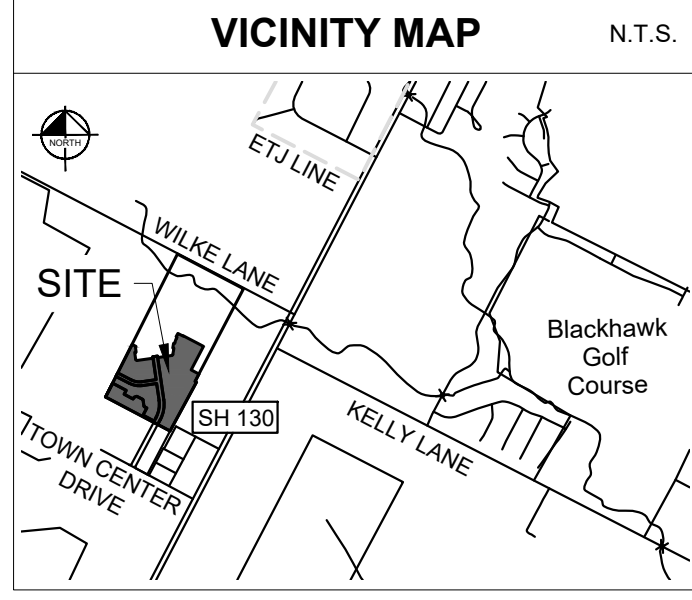 VICINITY MAP
N.T.S.
NORTH
ETJ LINE
WILKE LANE
SITE
Blackhawk
Golf
Course
SH 130
KELLY LANE
TOWN CENTER
DRIVE